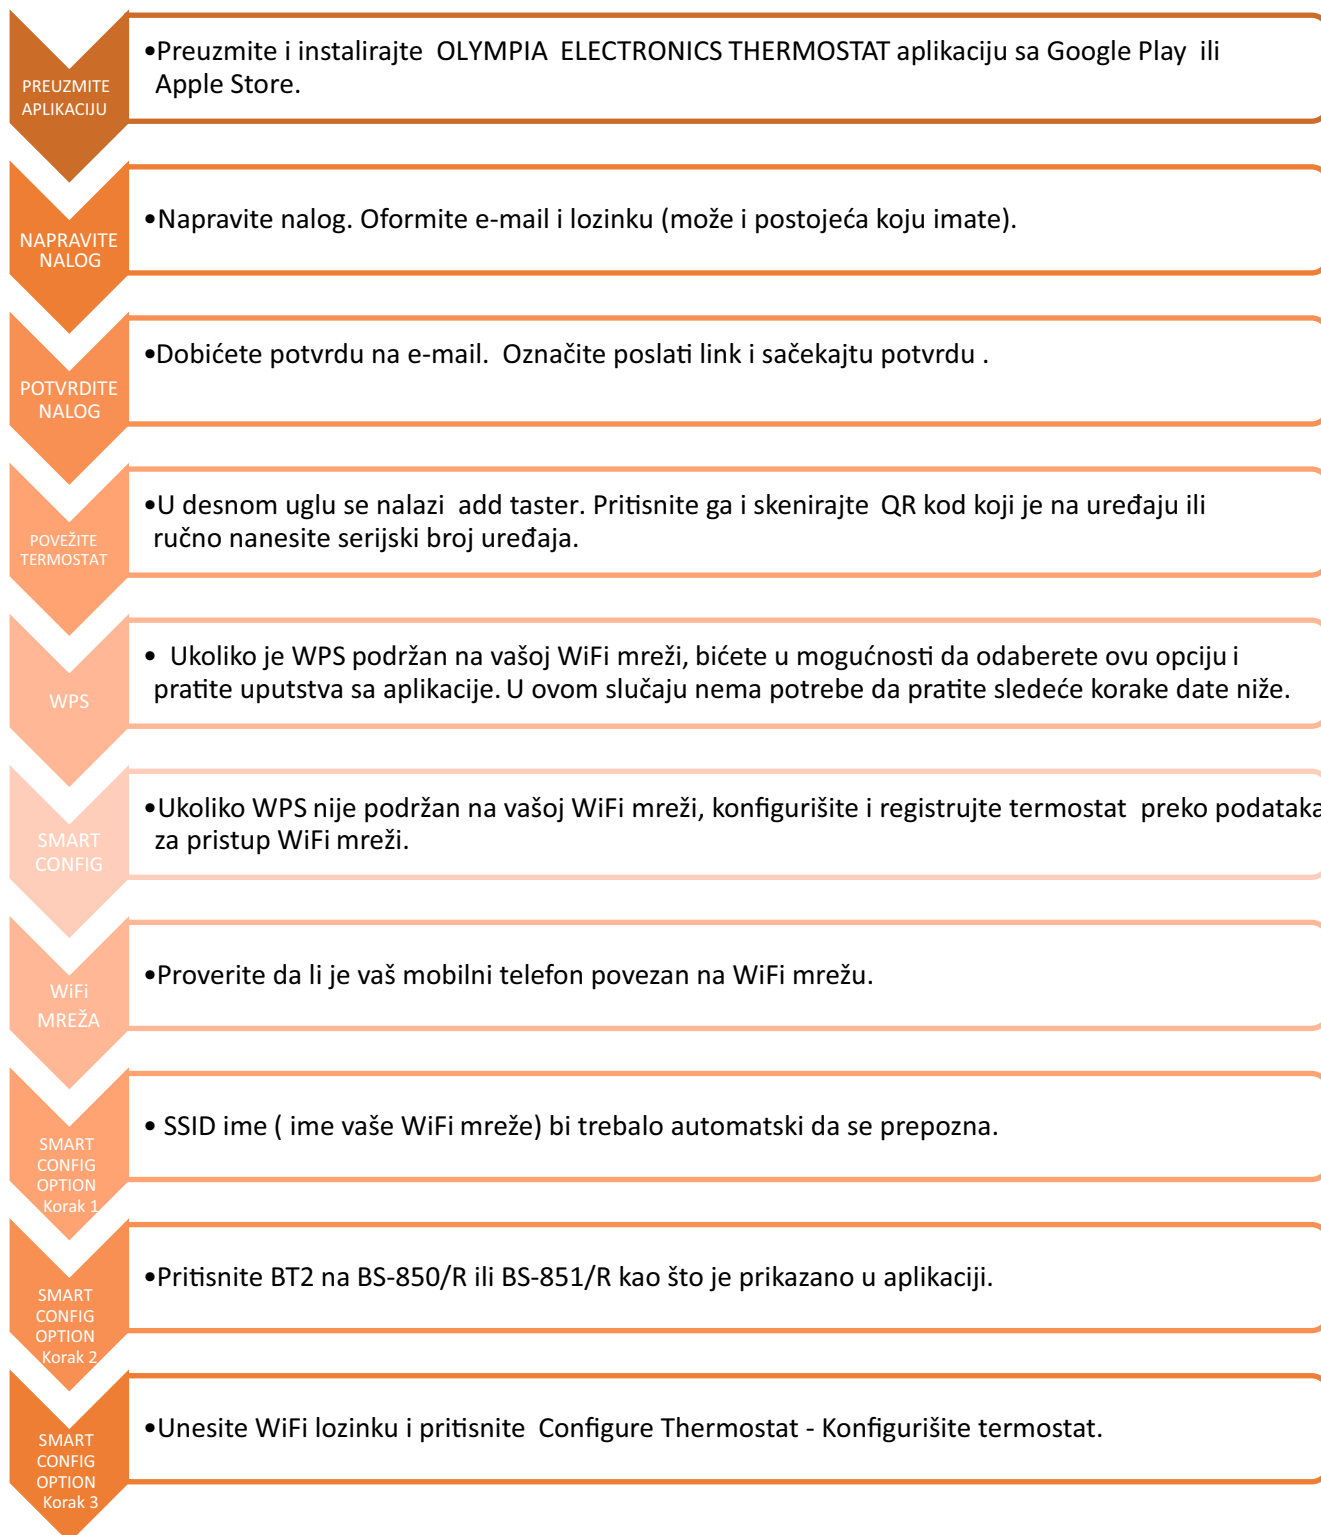 PREUZMITE
APLIKACIJU
•Preuzmite i instalirajte OLYMPIA ELECTRONICS THERMOSTAT aplikaciju sa Google Play ili
Apple Store.
NAPRAVITE
NALOG
•Napravite nalog. Oformite e-mail i lozinku (može i postojeća koju imate).
POTVRDITE
NALOG
•Dobićete potvrdu na e-mail. Označite poslati link i sačekajtu potvrdu .
POVEŽITE
TERMOSTAT
•U desnom uglu se nalazi add taster. Pritisnite ga i skenirajte QR kod koji je na uređaju ili
ručno nanesite serijski broj uređaja.
WPS
• Ukoliko je WPS podržan na vašoj WiFi mreži, bićete u mogućnosti da odaberete ovu opciju i
pratite uputstva sa aplikacije. U ovom slučaju nema potrebe da pratite sledeće korake date niže.
SMART
CONFIG
•Ukoliko WPS nije podržan na vašoj WiFi mreži, konfigurišite i registrujte termostat preko podataka
za pristup WiFi mreži.
WiFi
MREŽA
•Proverite da li je vaš mobilni telefon povezan na WiFi mrežu.
SMART
CONFIG
OPTION
Korak 1
• SSID ime ( ime vaše WiFi mreže) bi trebalo automatski da se prepozna.
SMART
CONFIG
OPTION
Korak 2
•Pritisnite BT2 na BS-850/R ili BS-851/R kao što je prikazano u aplikaciji.
SMART
CONFIG
OPTION
Korak 3
•Unesite WiFi lozinku i pritisnite Configure Thermostat - Konfigurišite termostat.